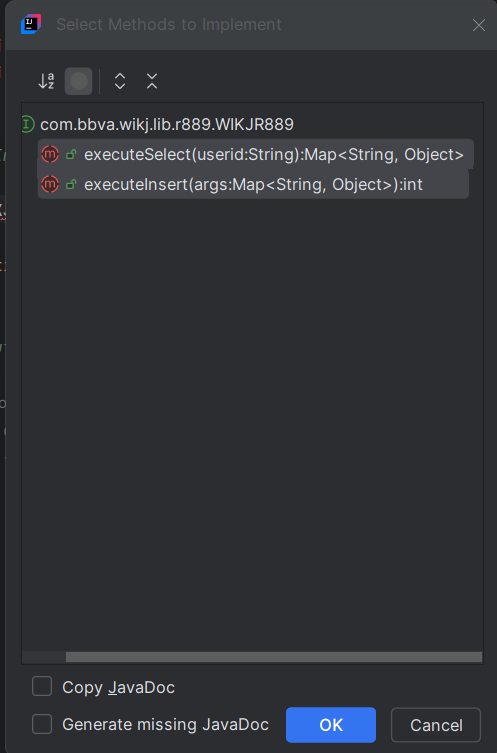 Select Methods to Implement
com.bbva.wikj.lib.r889.WIKJR889
executeSelect(userid:String):Map<String, Object>
executeInsert(args:Map<String, Object>):int
Copy JavaDoc
Generate missing JavaDoc
OK
Cancel